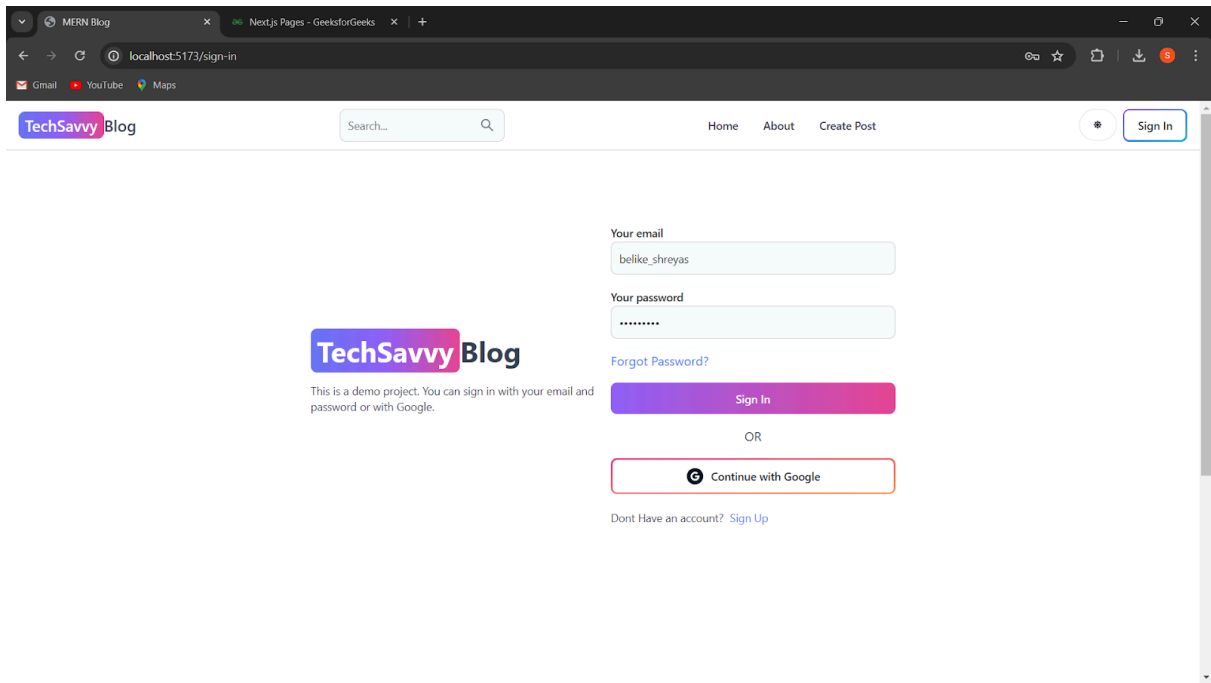 MERN Blog
Next.js Pages - GeeksforGeeks
localhost:5173/sign-in
S
Gmail YouTube Maps
TechSavvy Blog Search... Home About Create Post Sign In
Your email
belike_shreyas
Your password
•••••••••
TechSavvy Blog
This is a demo project. You can sign in with your email and
password or with Google.
Forgot Password?
Sign In
OR
G Continue with Google
Dont Have an account? Sign Up